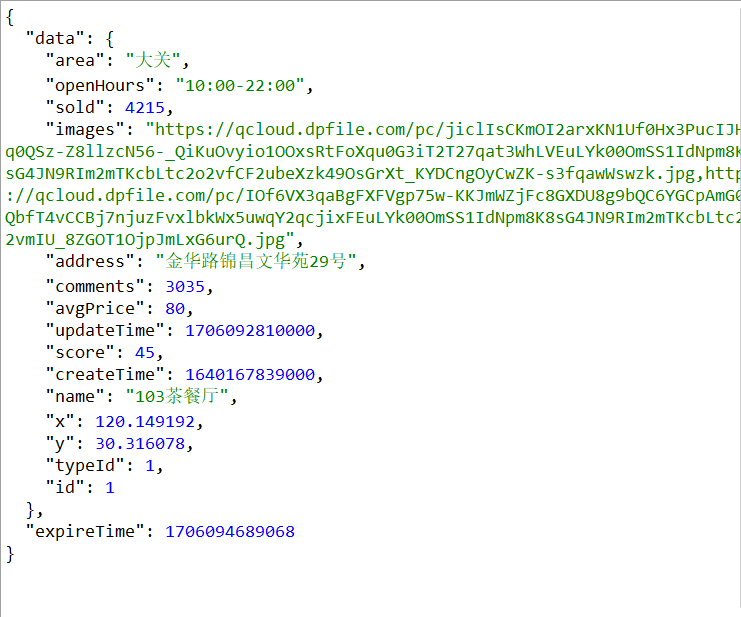 {
"data": {
"area": "大关",
"openHours": "10:00-22:00",
"sold": 4215,
"images": "https://qcloud.dpfile.com/pc/jiclIsCKmOI2arxKN1Uf0Hx3PucIJH
q0QSz-Z8llzcN56-_QiKuOvyio1OOxsRtFoXqu0G3iT2T27qat3WhLVEuLYk00OmSS1IdNpm8K
sG4JN9RIm2mTKcbLtc2o2vfCF2ubeXzk49OsGrXt_KYDCngOyCwZK-s3fqawWswzk.jpg,http
://qcloud.dpfile.com/pc/IOf6VX3qaBgFXFVgp75w-KKJmWZjFc8GXDU8g9bQC6YGCpAmG0
QbfT4vCCBj7njuzFvxlbkWx5uwqY2qcjixFEuLYk00OmSS1IdNpm8K8sG4JN9RIm2mTKcbLtc2
2vmIU_8ZGOT1OjpJmLxG6urQ.jpg",
"address": "金华路锦昌文华苑29号",
"comments": 3035,
"avgPrice": 80,
"updateTime": 1706092810000,
"score": 45,
"createTime": 1640167839000,
"name": "103茶餐厅",
"x": 120.149192,
"y": 30.316078,
"typeId": 1,
"id": 1
},
"expireTime": 1706094689068
}